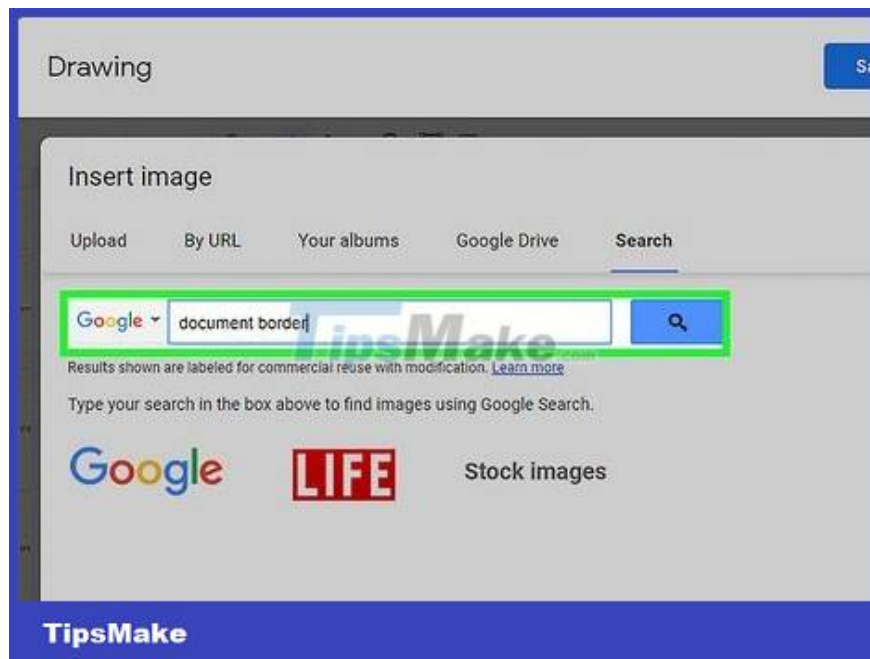 Drawing
Insert image
Upload By URL Your albums Google Drive Search
Google document border
TipsMake.com
Results shown are labeled for commercial reuse with modification. Learn more
Type your search in the box above to find images using Google Search.
Google LIFE Stock images
TipsMake